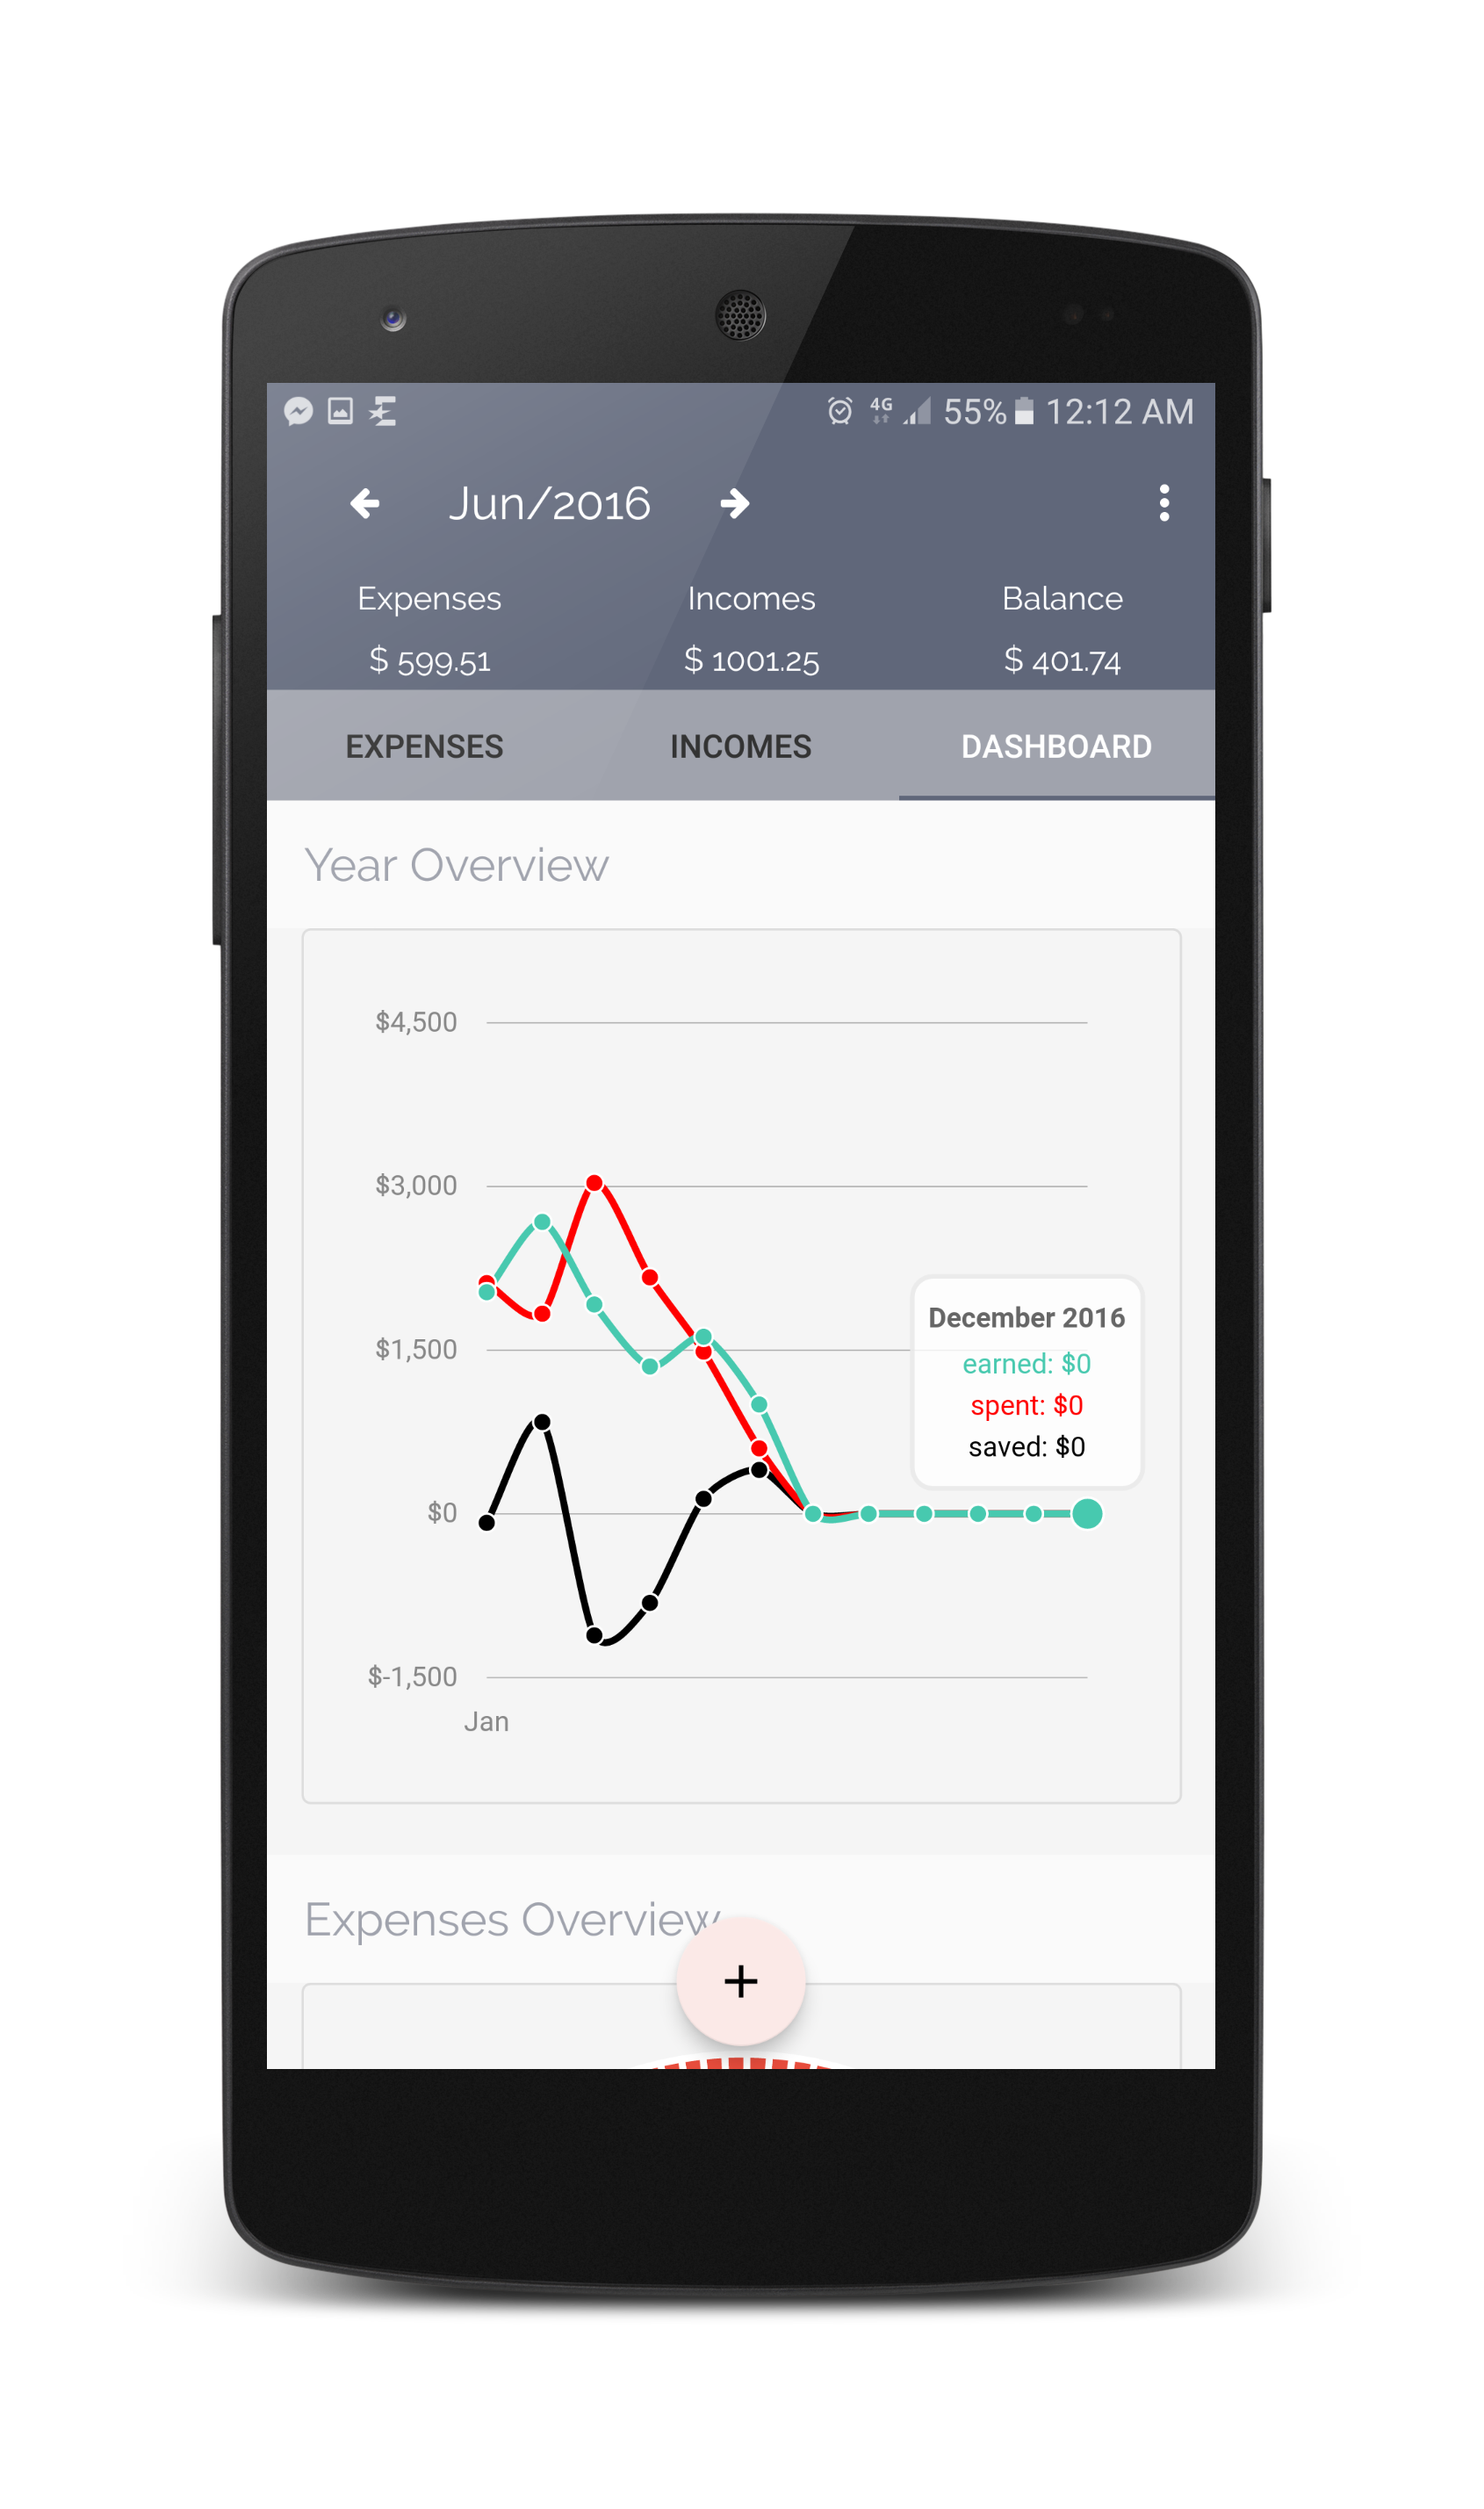 4G 55% 12:12 AM
Jun/2016
Expenses Incomes Balance
$ 599.51 $ 1001.25 $ 401.74
EXPENSES INCOMES DASHBOARD
Year Overview
$4,500
$3,000
$1,500
$0
$-1,500
Jan
December 2016
earned: $0
spent: $0
saved: $0
Expenses Overview
+